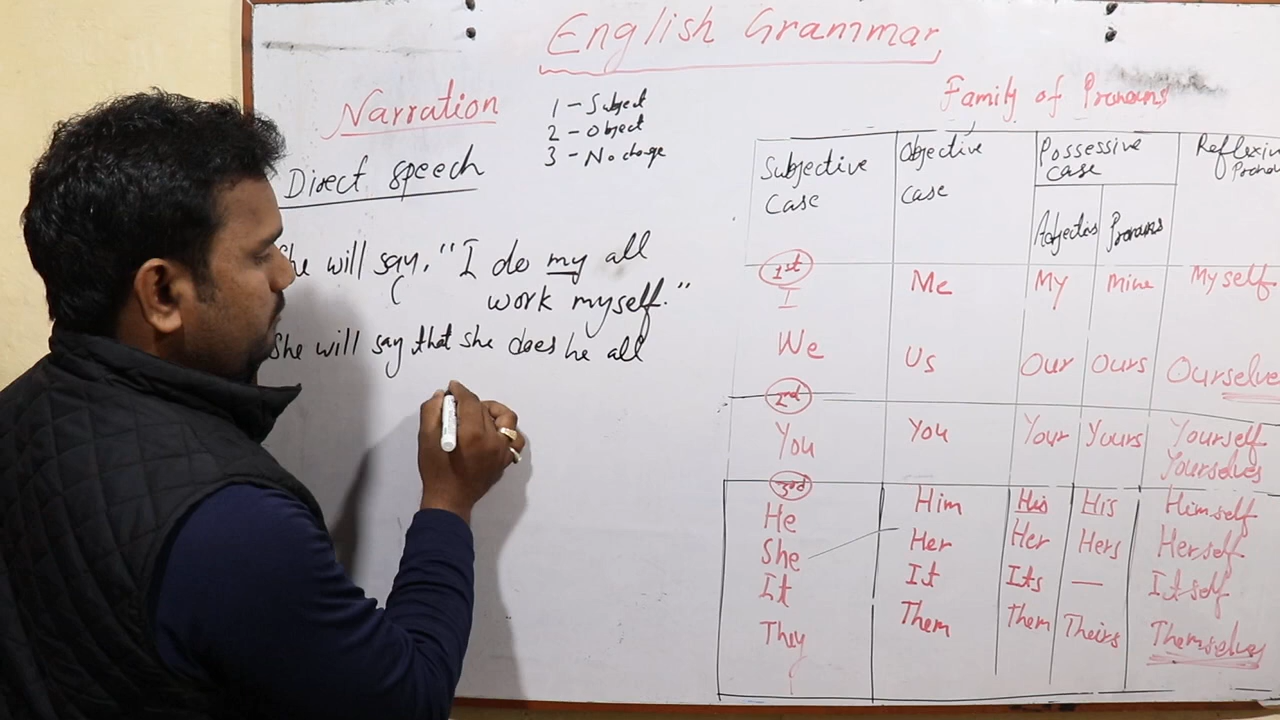 English Grammar
Narration
1 - Subject
2 - Object
3 - No change
Direct speech
She will say, "I do my all
work myself."
She will say that she does he all
Family of Pronouns
Subjective case
Objective case
Possessive case
Reflexive
Adjectives
Pronouns
1st
I Me My mine Myself
We Us Our Ours Ourselves
2nd
You You Your Yours Yourself
Yourselves
3rd
He Him His His Himself
She Her Her Hers Herself
It It Its — Itself
They Them Them Theirs Themselves